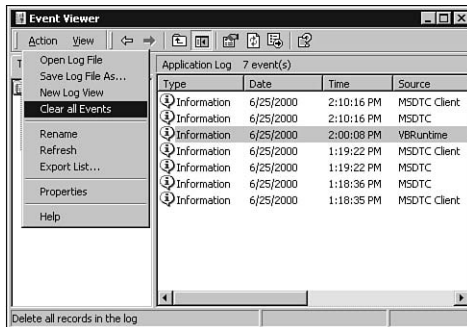 Event Viewer
Action View
Open Log File
Save Log File As...
New Log View
Clear all Events
Rename
Refresh
Export List...
Properties
Help
Application Log 7 event(s)
Type Date Time Source
Information 6/25/2000 2:10:16 PM MSDTC Client
Information 6/25/2000 2:10:16 PM MSDTC
Information 6/25/2000 2:00:08 PM VBRuntime
Information 6/25/2000 1:19:22 PM MSDTC Client
Information 6/25/2000 1:19:22 PM MSDTC
Information 6/25/2000 1:18:36 PM MSDTC
Information 6/25/2000 1:18:35 PM MSDTC Client
Delete all records in the log